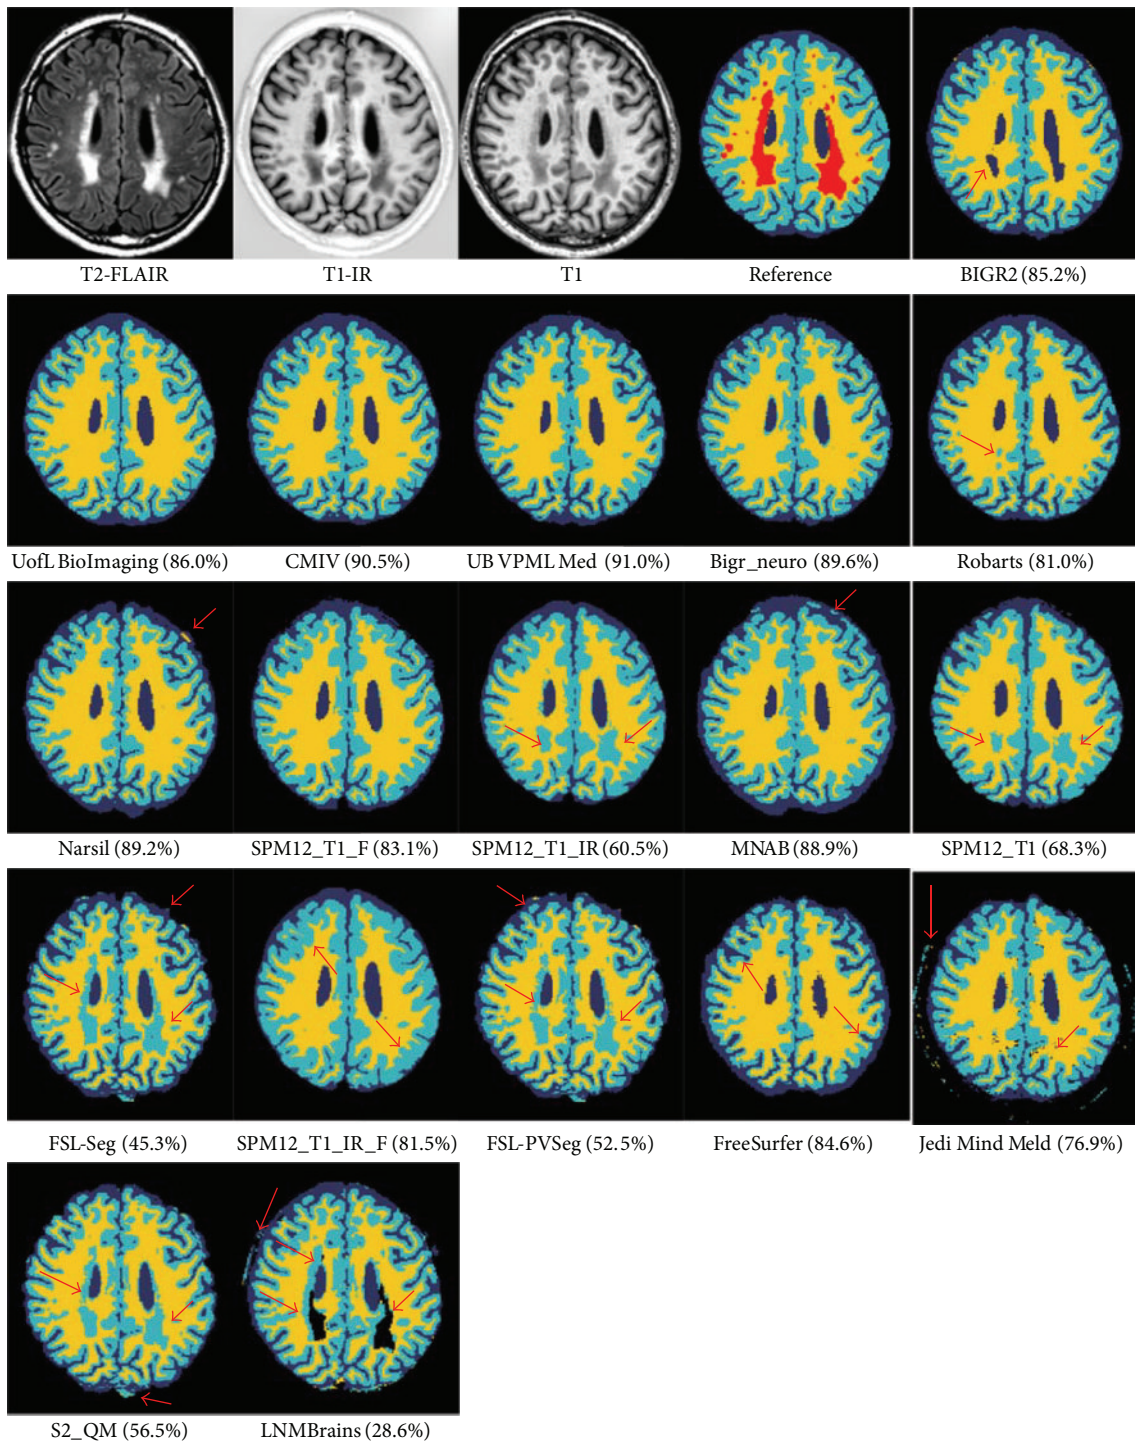 T2-FLAIR
T1-IR
T1
Reference
BIGR2 (85.2%)
UofL BioImaging (86.0%)
CMIV (90.5%)
UB VPML Med (91.0%)
Bigr_neuro (89.6%)
Robarts (81.0%)
Narsil (89.2%)
SPM12_T1_F (83.1%)
SPM12_T1_IR (60.5%)
MNAB (88.9%)
SPM12_T1 (68.3%)
FSL-Seg (45.3%)
SPM12_T1_IR_F (81.5%)
FSL-PVSeg (52.5%)
FreeSurfer (84.6%)
Jedi Mind Meld (76.9%)
S2_QM (56.5%)
LNMBrains (28.6%)